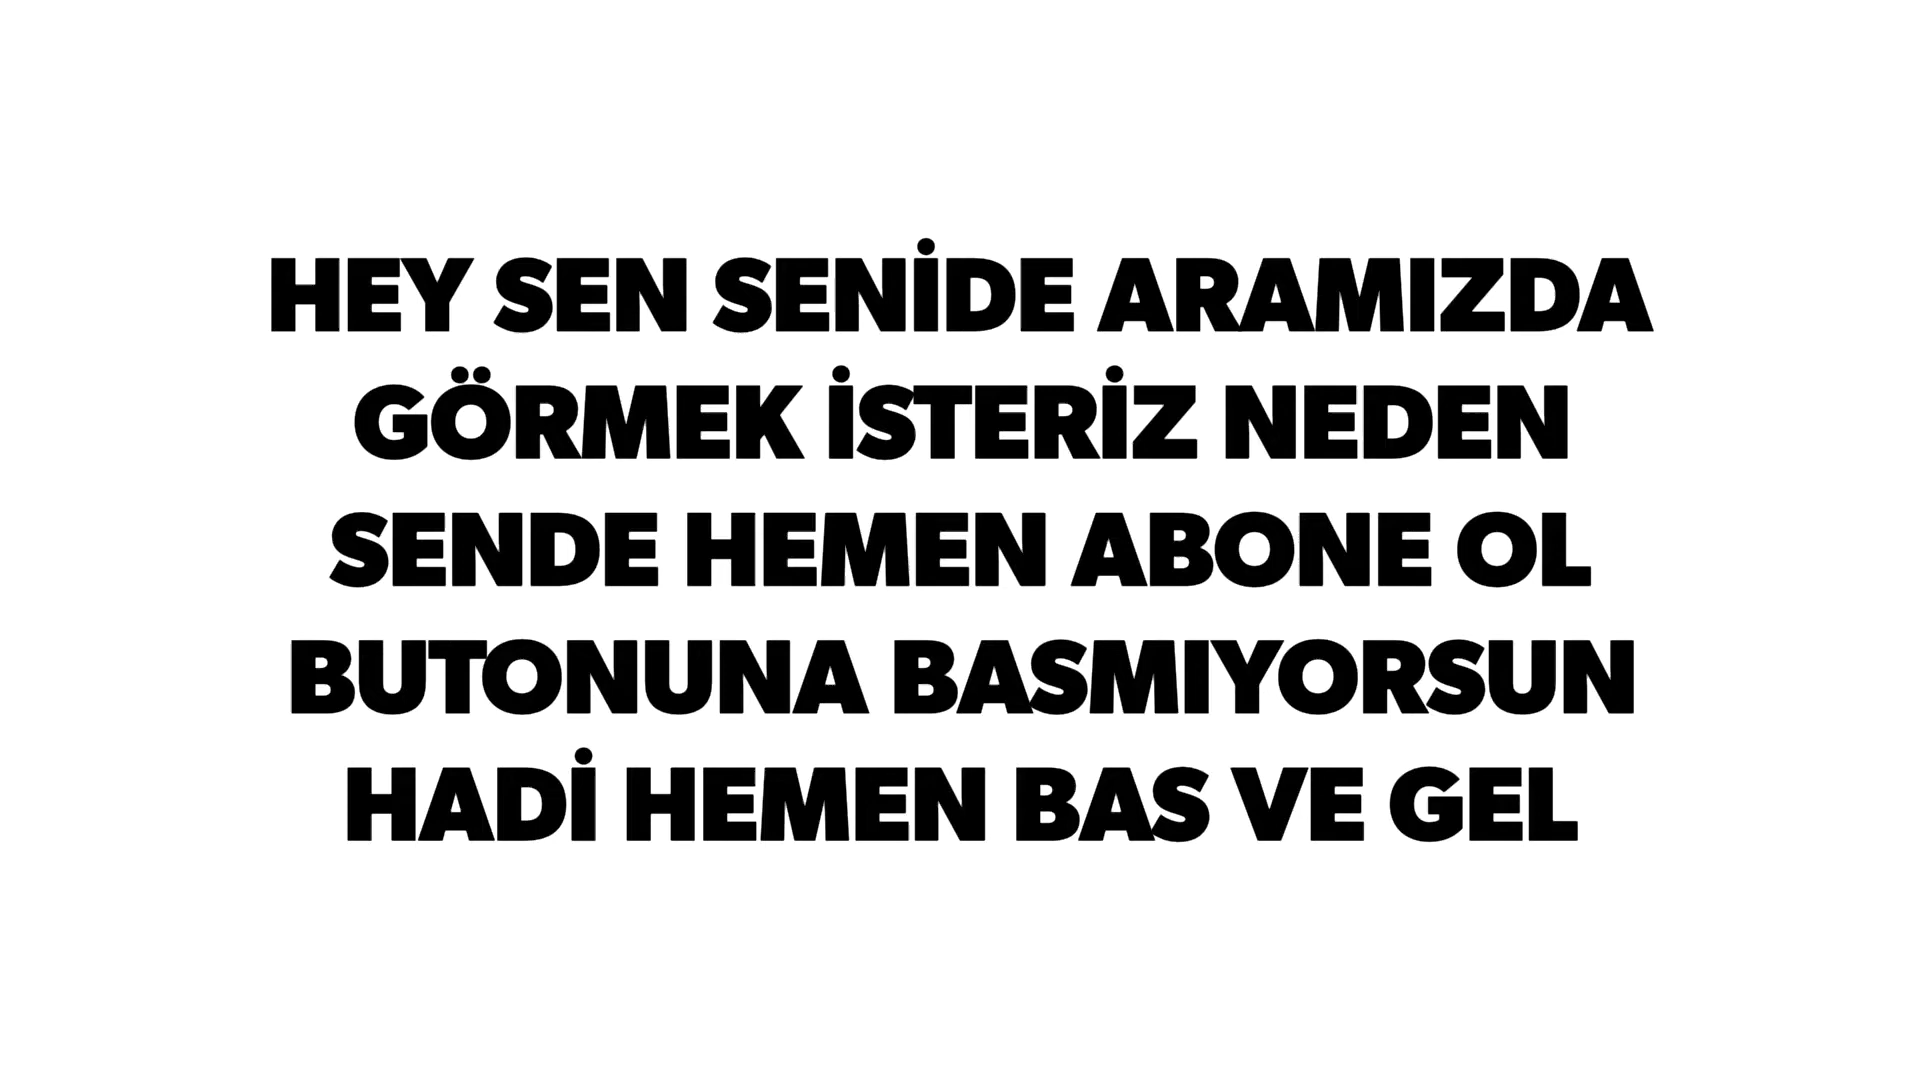 HEY SEN SENİDE ARAMIZDA
GÖRMEK İSTERİZ NEDEN
SENDE HEMEN ABONE OL
BUTONUNA BASMIYORSUN
HADİ HEMEN BAS VE GEL